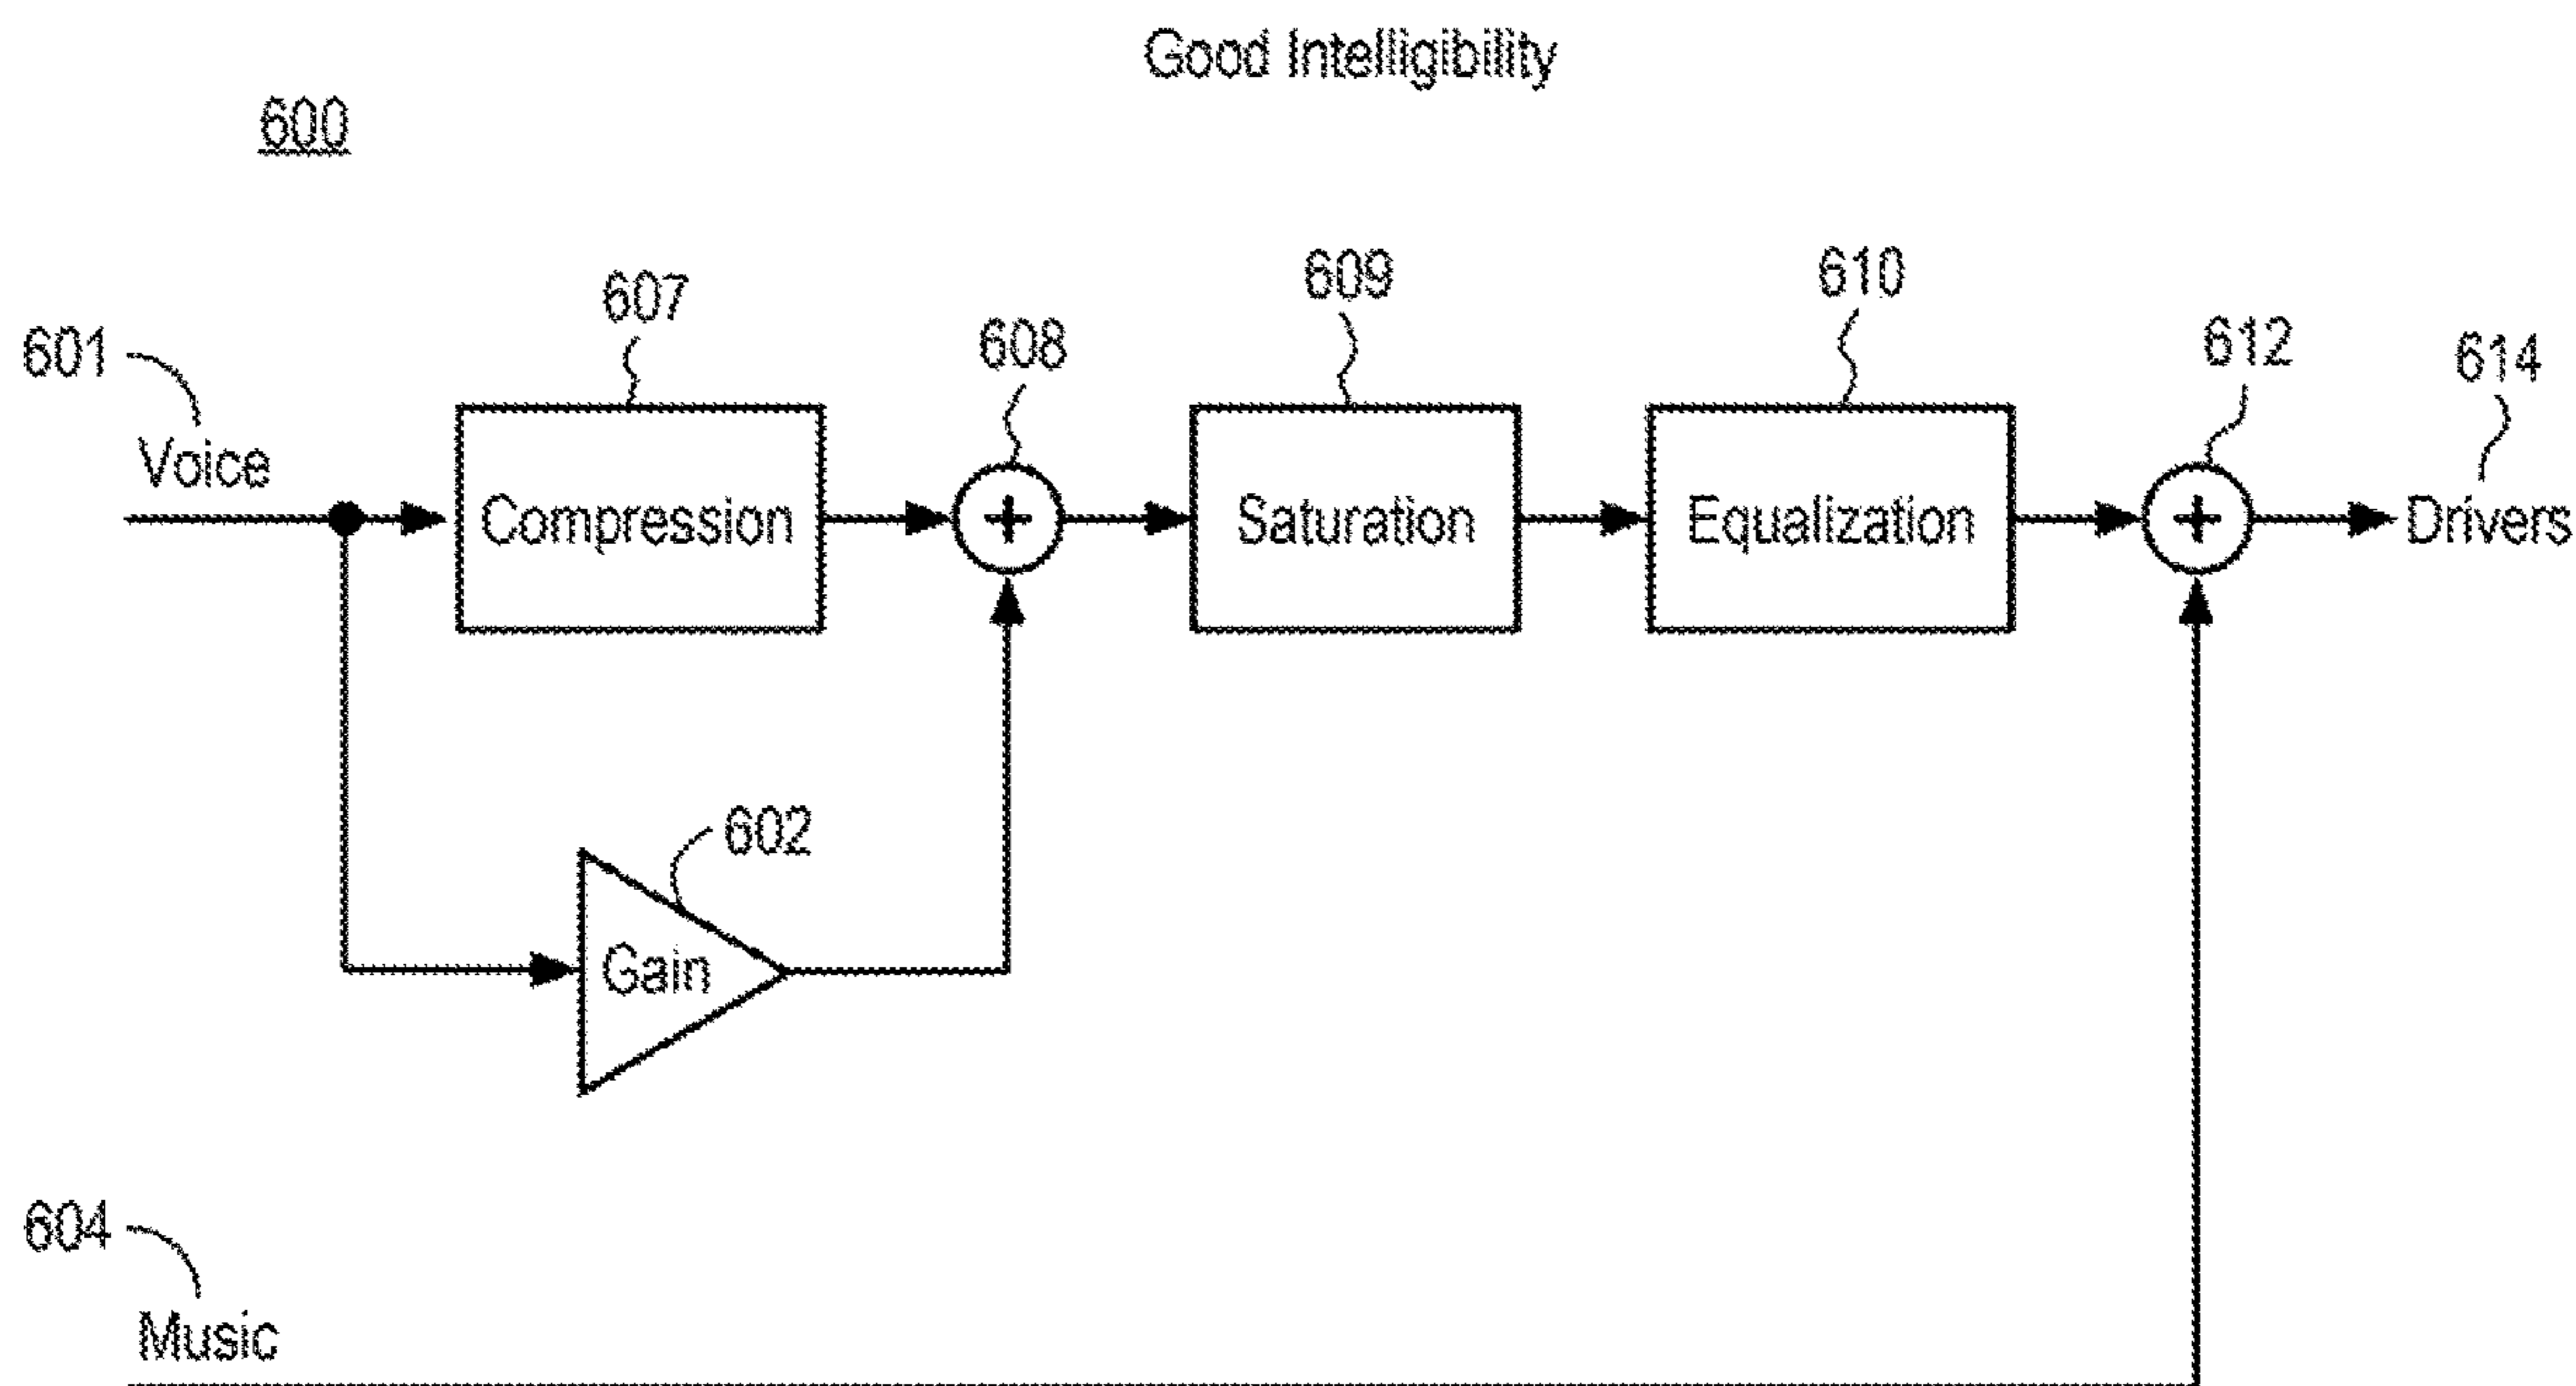 Good Intelligibility
600
607
608
609
610
612
614
601
Voice
Compression
+
Saturation
Equalization
+
Drivers
602
Gain
604
Music